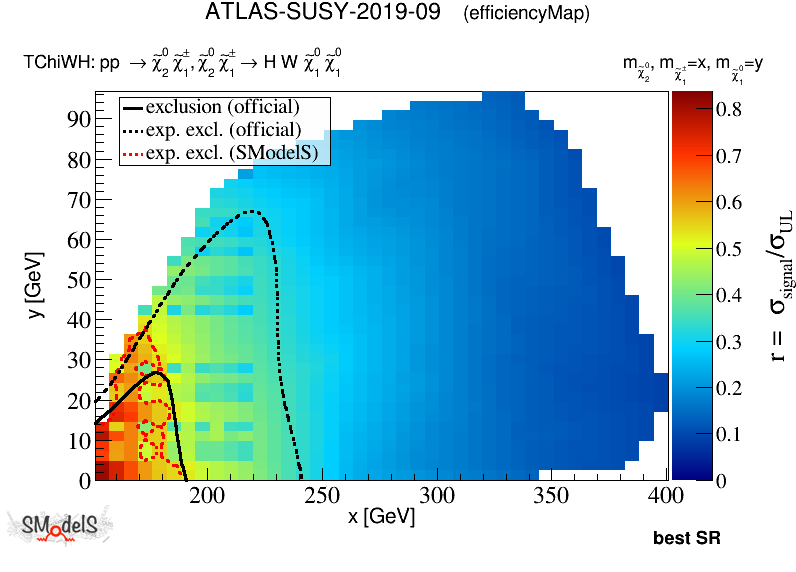 ATLAS-SUSY-2019-09 (efficiencyMap)
TChiWH: pp → χ̃⁰₂ χ̃±₁, χ̃⁰₂ χ̃±₁ → H W χ̃⁰₁ χ̃⁰₁
m_χ̃⁰₂, m_χ̃±₁=x, m_χ̃⁰₁=y
exclusion (official)
exp. excl. (official)
exp. excl. (SModelS)
90
80
70
60
50
40
30
20
10
0
y [GeV]
200
250
300
350
400
x [GeV]
0.8
0.7
0.6
0.5
0.4
0.3
0.2
0.1
0
r = σ_signal/σ_UL
SModelS
best SR